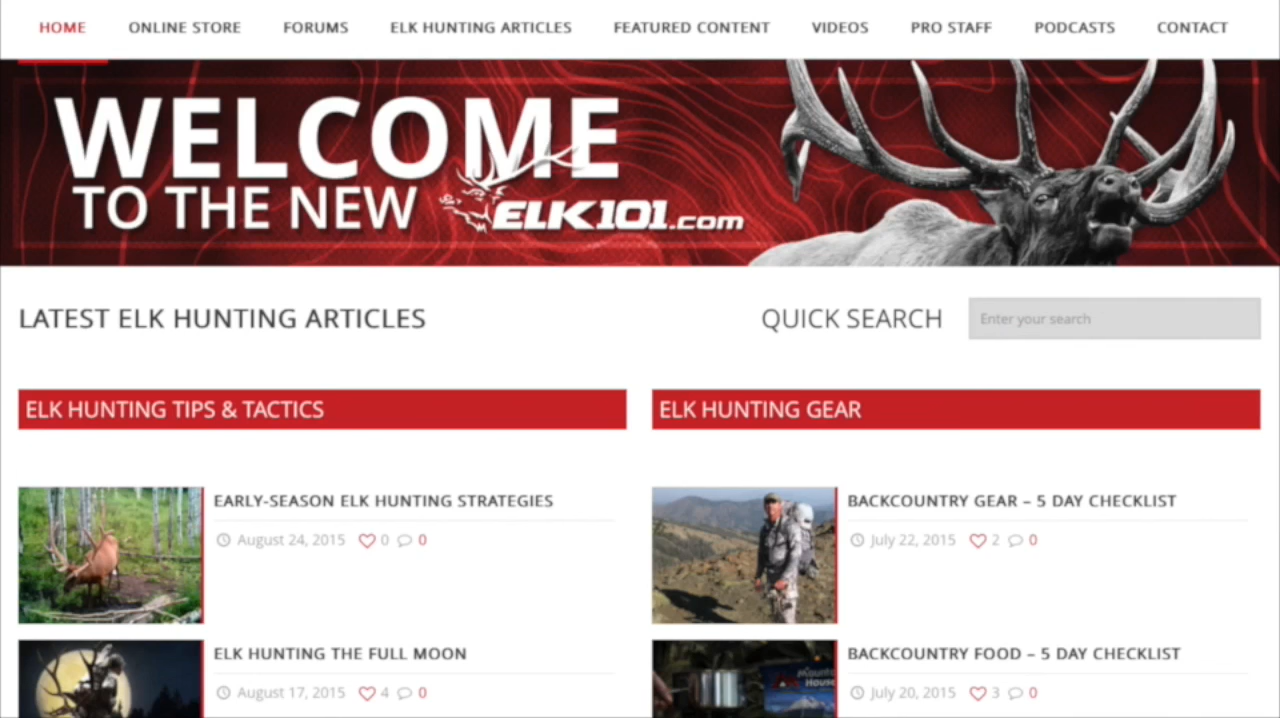 HOME ONLINE STORE FORUMS ELK HUNTING ARTICLES FEATURED CONTENT VIDEOS PRO STAFF PODCASTS CONTACT
WELCOME
TO THE NEW ELK101.com
LATEST ELK HUNTING ARTICLES
QUICK SEARCH Enter your search
ELK HUNTING TIPS & TACTICS
EARLY-SEASON ELK HUNTING STRATEGIES
August 24, 2015 0 0
ELK HUNTING THE FULL MOON
August 17, 2015 4 0
ELK HUNTING GEAR
BACKCOUNTRY GEAR – 5 DAY CHECKLIST
July 22, 2015 2 0
BACKCOUNTRY FOOD – 5 DAY CHECKLIST
July 20, 2015 3 0
Mountain
House